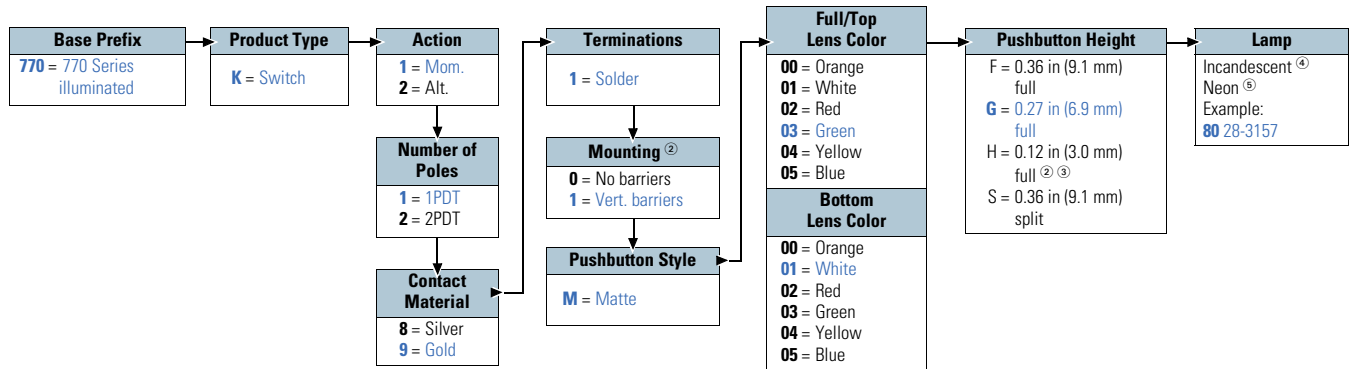 Base Prefix
770 = 770 Series
illuminated
Product Type
K = Switch
Action
1 = Mom.
2 = Alt.
Number of
Poles
1 = 1PDT
2 = 2PDT
Contact
Material
8 = Silver
9 = Gold
Terminations
1 = Solder
Mounting ②
0 = No barriers
1 = Vert. barriers
Pushbutton Style
M = Matte
Full/Top
Lens Color
00 = Orange
01 = White
02 = Red
03 = Green
04 = Yellow
05 = Blue
Bottom
Lens Color
00 = Orange
01 = White
02 = Red
03 = Green
04 = Yellow
05 = Blue
Pushbutton Height
F = 0.36 in (9.1 mm)
full
G = 0.27 in (6.9 mm)
full
H = 0.12 in (3.0 mm)
full ② ③
S = 0.36 in (9.1 mm)
split
Lamp
Incandescent ④
Neon ⑤
Example:
80 28-3157